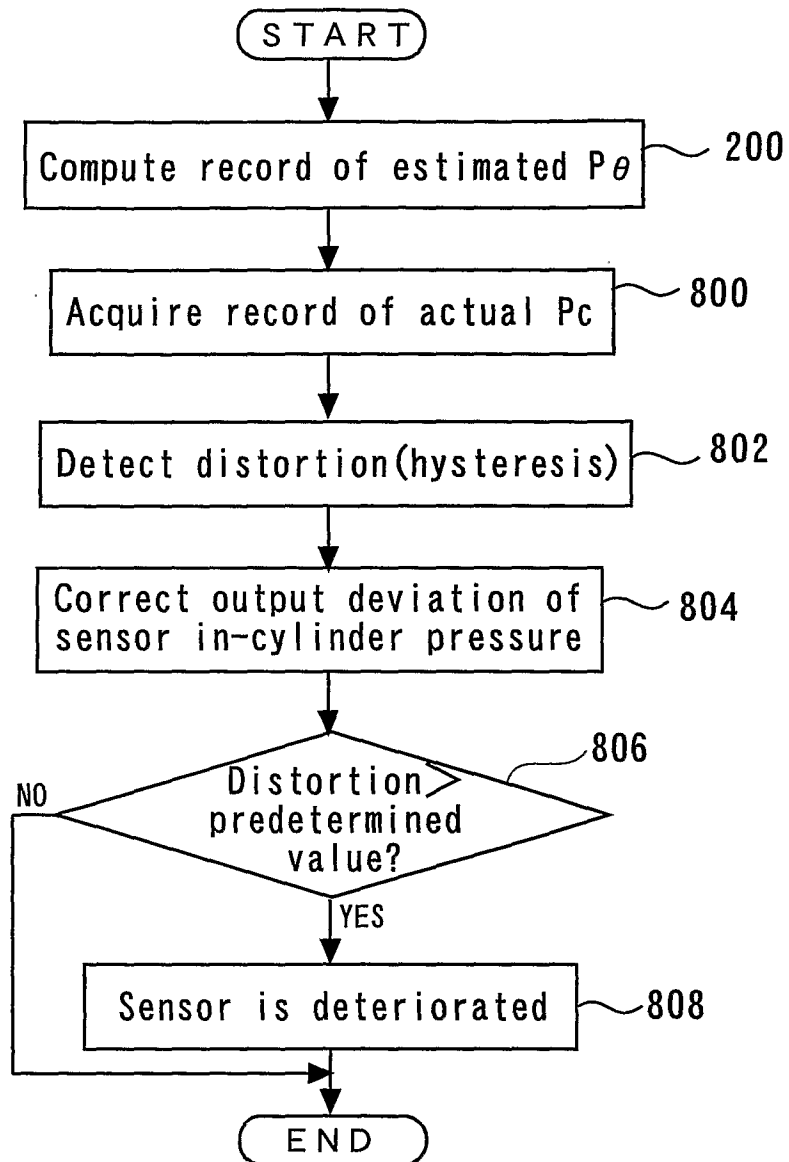 START
Compute record of estimated Pθ
200
Acquire record of actual Pc
800
Detect distortion(hysteresis)
802
Correct output deviation of
sensor in-cylinder pressure
804
806
NO
Distortion>
predetermined
value?
YES
Sensor is deteriorated
808
END